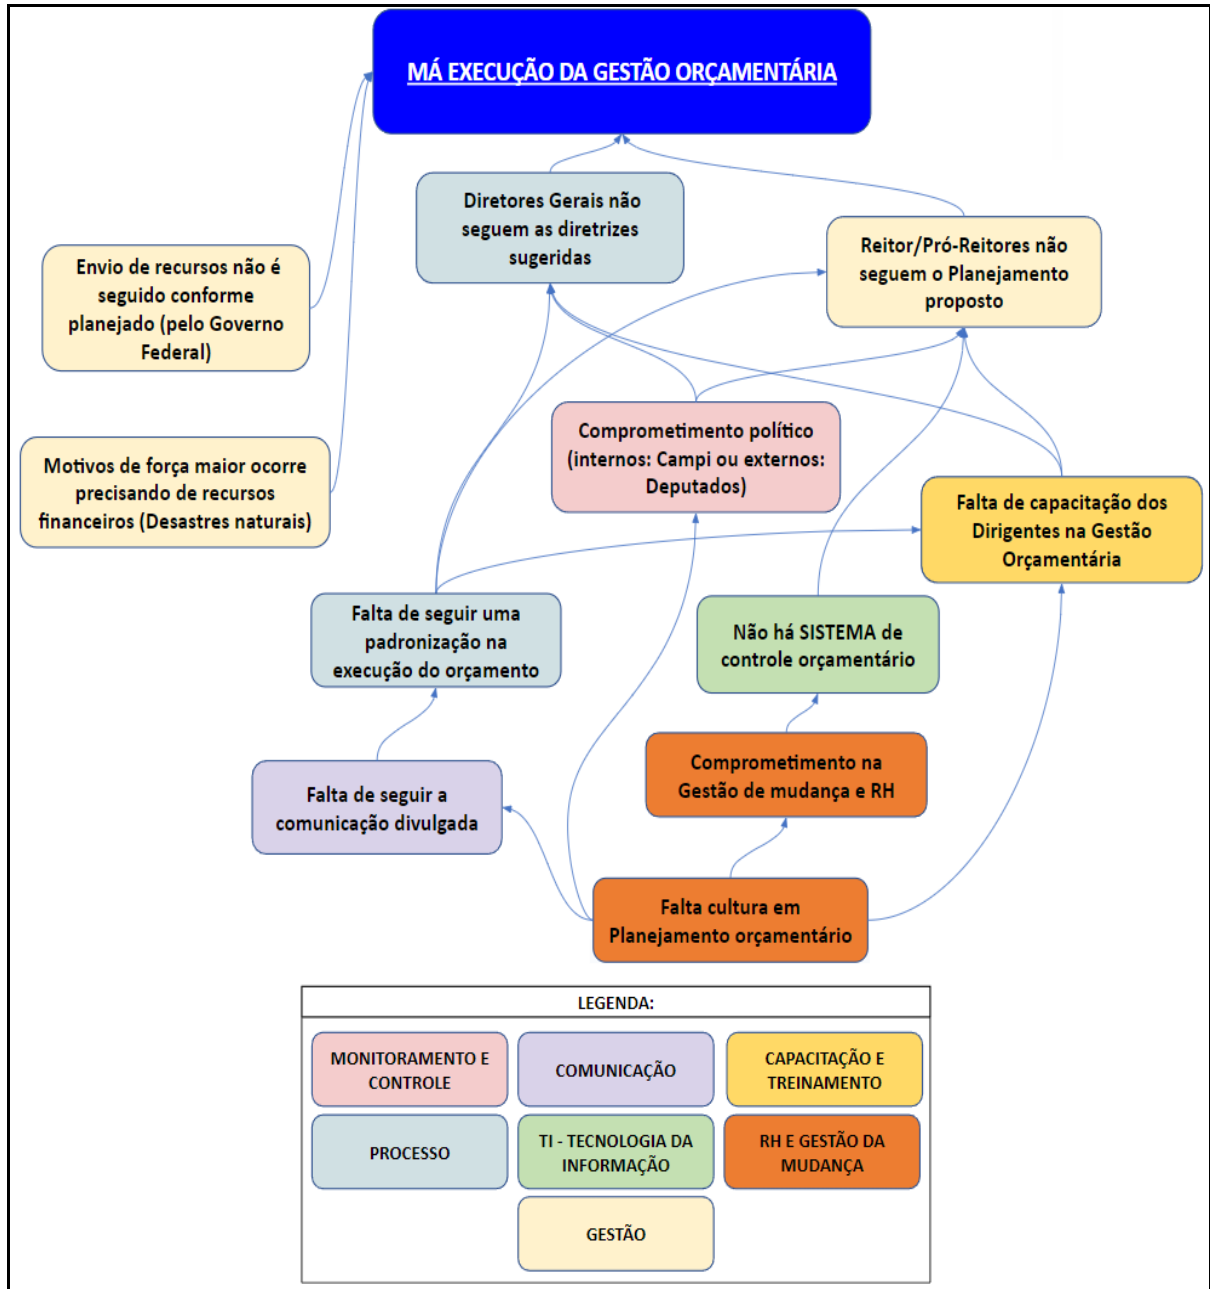 MÁ EXECUÇÃO DA GESTÃO ORÇAMENTÁRIA
Diretores Gerais não
seguem as diretrizes
sugeridas
Reitor/Pró-Reitores não
seguem o Planejamento
proposto
Envio de recursos não é
seguido conforme
planejado (pelo Governo
Federal)
Comprometimento político
(internos: Campi ou externos:
Deputados)
Motivos de força maior ocorre
precisando de recursos
financeiros (Desastres naturais)
Falta de capacitação dos
Dirigentes na Gestão
Orçamentária
Falta de seguir uma
padronização na
execução do orçamento
Não há SISTEMA de
controle orçamentário
Comprometimento na
Gestão de mudança e RH
Falta de seguir a
comunicação divulgada
Falta cultura em
Planejamento orçamentário
LEGENDA:
MONITORAMENTO E
CONTROLE
COMUNICAÇÃO
CAPACITAÇÃO E
TREINAMENTO
PROCESSO
TI - TECNOLOGIA DA
INFORMAÇÃO
RH E GESTÃO DA
MUDANÇA
GESTÃO